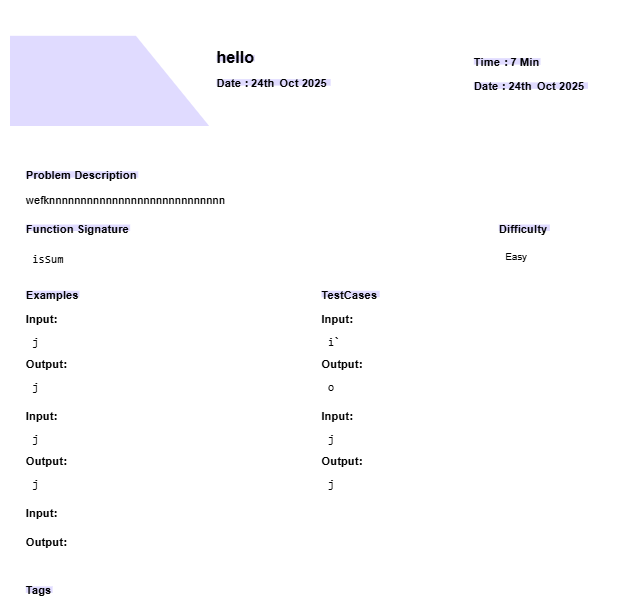 hello
Time : 7 Min
Date : 24th Oct 2025
Date : 24th Oct 2025
Problem Description
wefknnnnnnnnnnnnnnnnnnnnnnnnnnnn
Function Signature
Difficulty
isSum
Easy
Examples
TestCases
Input:
Input:
j
i`
Output:
Output:
j
o
Input:
Input:
j
j
Output:
Output:
j
j
Input:
Output:
Tags